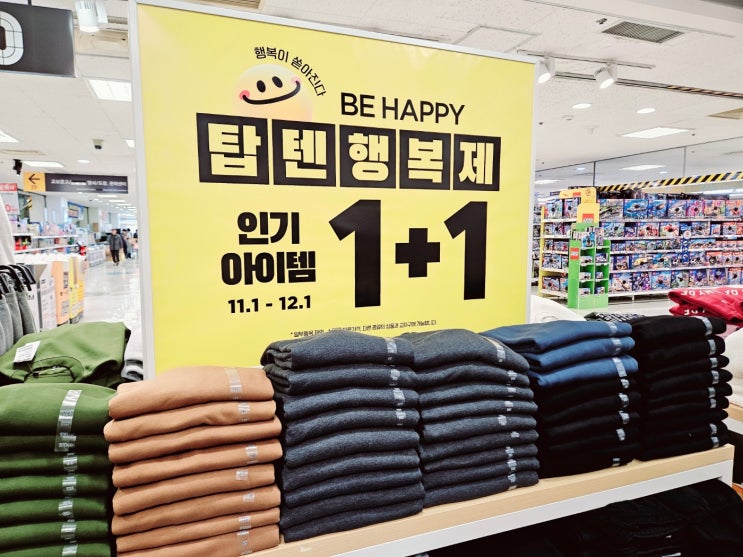 행복이 쏟아진다
BE HAPPY
탑텐행복제
인기
아이템
1+1
11.1 - 12.1